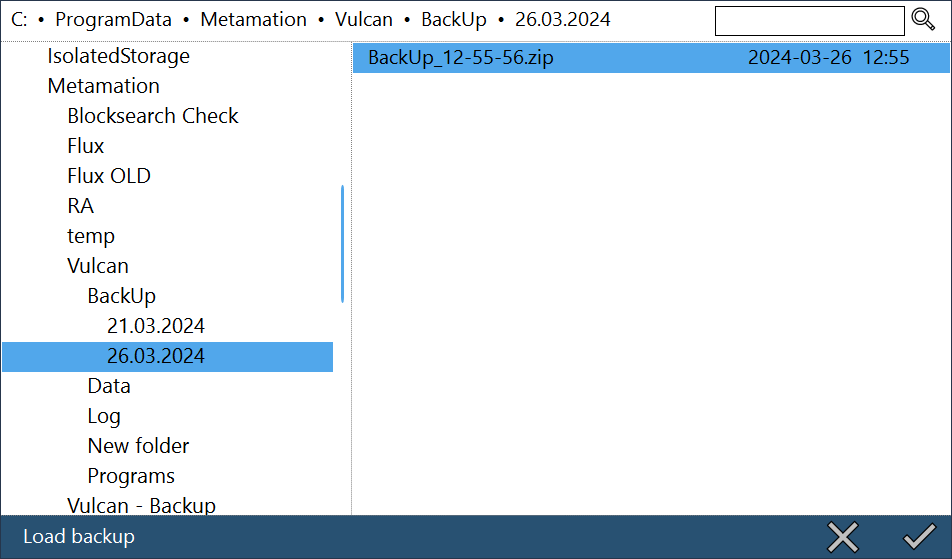 C: • ProgramData • Metamation • Vulcan • BackUp • 26.03.2024
IsolatedStorage
Metamation
Blocksearch Check
Flux
Flux OLD
RA
temp
Vulcan
BackUp
21.03.2024
26.03.2024
Data
Log
New folder
Programs
Vulcan - Backup
BackUp_12-55-56.zip 2024-03-26 12:55
Load backup